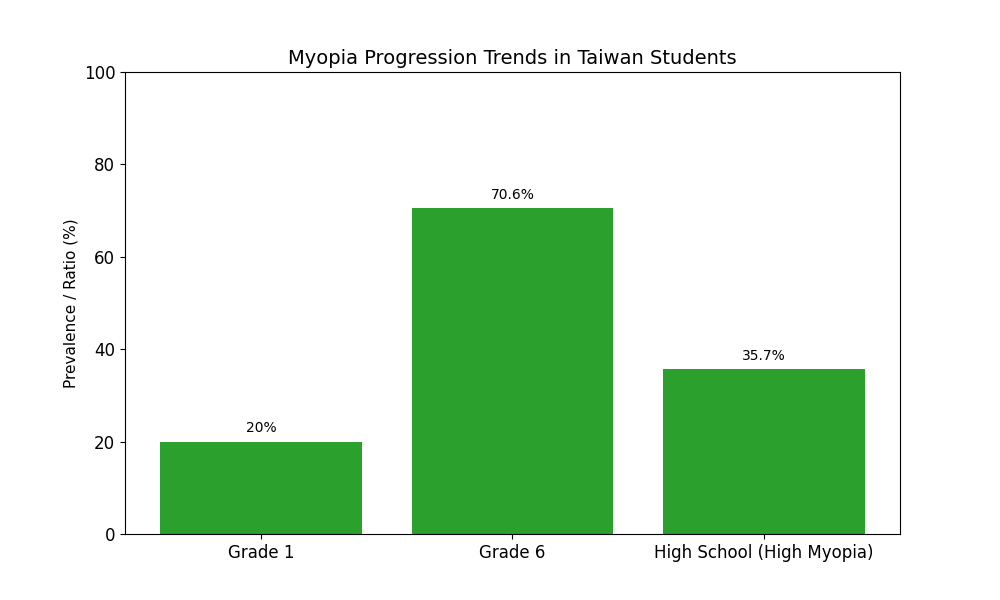 Myopia Progression Trends in Taiwan Students
Prevalence / Ratio (%)
100
80
60
40
20
0
20%
70.6%
35.7%
Grade 1
Grade 6
High School (High Myopia)